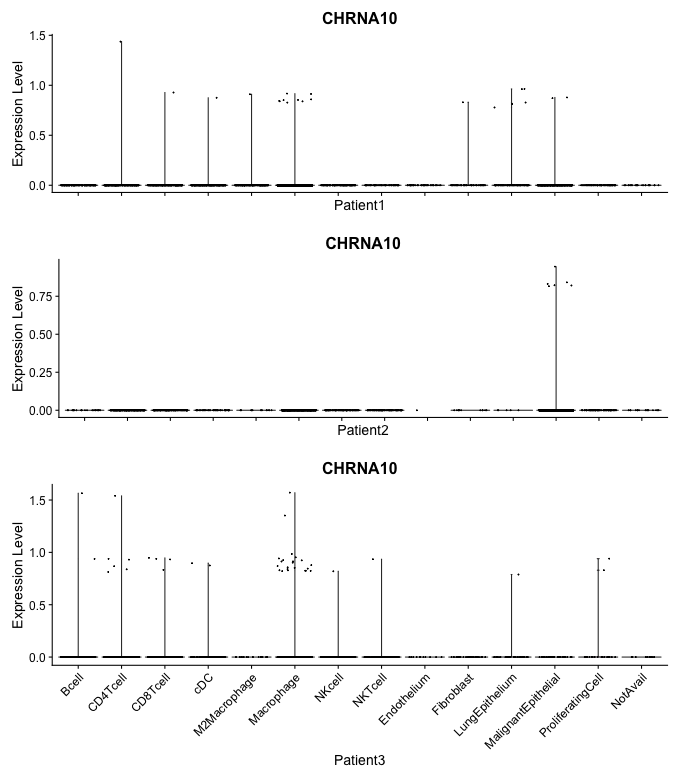 CHRNA10
Expression Level
1.5
1.0
0.5
0.0
Patient1
CHRNA10
Expression Level
0.75
0.50
0.25
0.00
Patient2
CHRNA10
Expression Level
1.5
1.0
0.5
0.0
Bcell
CD4Tcell
CD8Tcell
cDC
M2Macrophage
Macrophage
NKcell
NKTcell
Endothelium
Fibroblast
LungEpithelium
MalignantEpithelial
ProliferatingCell
NotAvail
Patient3